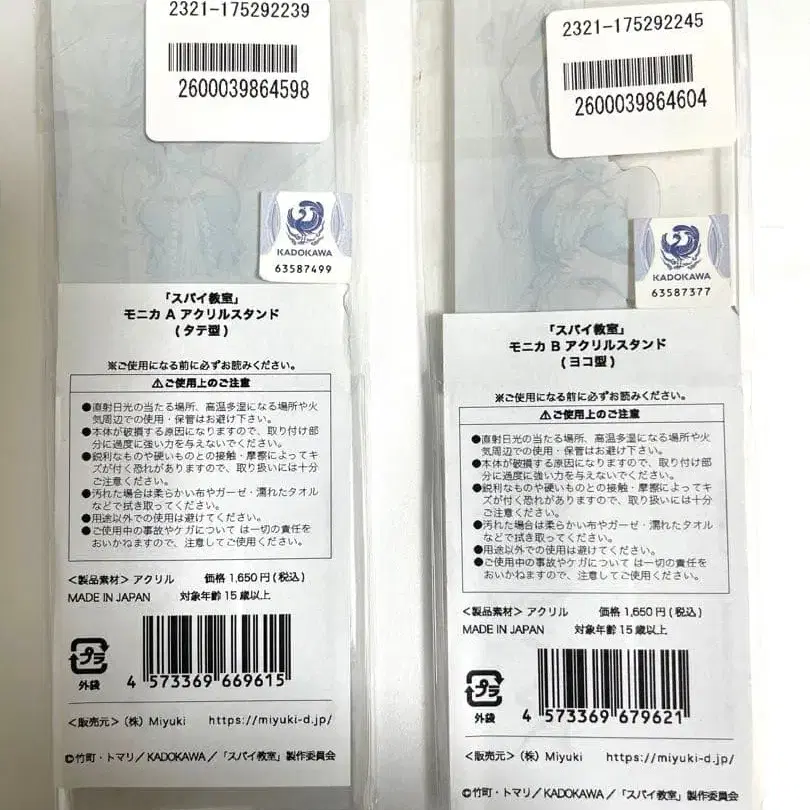 2321-175292239
2600039864598
KADOKAWA
63587499
「スパイ教室」
モニカ A アクリルスタンド
(タテ型)
※ご使用になる前に必ずお読みください。
⚠ご使用上のご注意
●直射日光の当たる場所、高温多湿になる場所や火
気周辺での使用・保管はお避け下さい。
●本体が破損する原因になりますので、取り付け部
分に過度に強い力を与えないでください。
●鋭利なものや硬いものとの接触・摩擦によってキ
ズが付く恐れがありますので、取り扱いには十分
ご注意ください。
●汚れた場合は柔らかい布やガーゼ・濡れたタオル
などで拭き取ってください。
●用途以外での使用は避けてください。
●ご使用中の事故やケガについて は一切の責任を
おいかねますので、注意してご使用ください。
<製品素材> アクリル 価格 1,650円(税込)
MADE IN JAPAN 対象年齢 15歳以上
プラ
外袋
4 573369 669615
<販売元> (株) Miyuki https://miyuki-d.jp/
©竹町・トマリ/KADOKAWA/「スパイ教室」製作委員会
2321-175292245
2600039864604
KADOKAWA
63587377
「スパイ教室」
モニカ B アクリルスタンド
(ヨコ型)
※ご使用になる前に必ずお読みください。
⚠ご使用上のご注意
●直射日光の当たる場所、高温多湿になる場所や火
気周辺での使用・保管はお避け下さい。
●本体が破損する原因になりますので、取り付け部
分に過度に強い力を与えないでください。
●鋭利なものや硬いものとの接触・摩擦によってキ
ズが付く恐れがありますので、取り扱いには十分
ご注意ください。
●汚れた場合は柔らかい布やガーゼ・濡れたタオル
などで拭き取ってください。
●用途以外での使用は避けてください。
●ご使用中の事故やケガについて は一切の責任を
おいかねますので、注意してご使用ください。
<製品素材> アクリル 価格 1,650円(税込)
MADE IN JAPAN 対象年齢 15歳以上
プラ
外袋
4 573369 679621
<販売元> (株) Miyuki https://miyuki-d.jp/
©竹町・トマリ/KADOKAWA/「スパイ教室」製作委員会